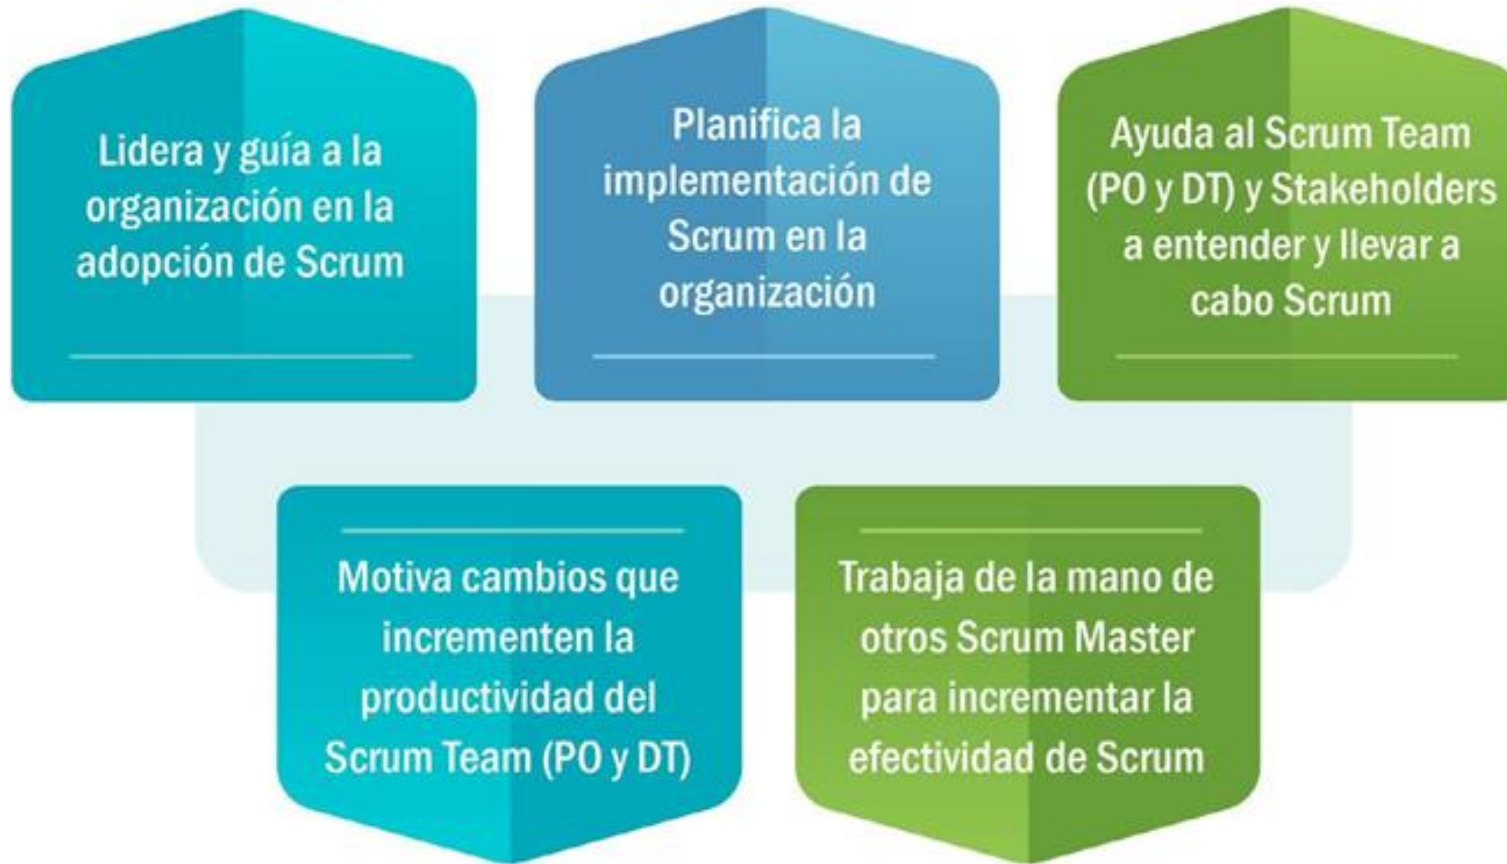 Lidera y guía a la
organización en la
adopción de Scrum
Planifica la
implementación de
Scrum en la
organización
Ayuda al Scrum Team
(PO y DT) y Stakeholders
a entender y llevar a
cabo Scrum
Motiva cambios que
incrementen la
productividad del
Scrum Team (PO y DT)
Trabaja de la mano de
otros Scrum Master
para incrementar la
efectividad de Scrum